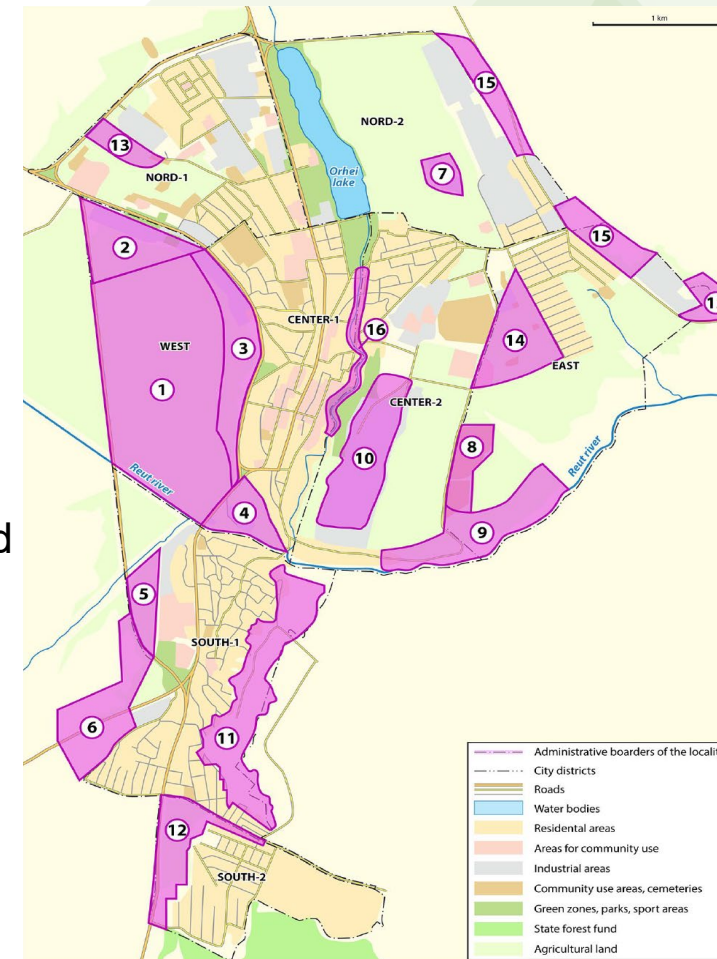 1 km
15
NORD-2
13
7
Orhei
lake
NORD-1
15
2
CENTER-1
16
WEST
3
14
1
EAST
CENTER-2
8
10
Reut river
Reut river
4
9
d
5
SOUTH-1
6
11
12
SOUTH-2
Administrative boarders of the localit
City districts
Roads
Water bodies
Residental areas
Areas for community use
Industrial areas
Community use areas, cemeteries
Green zones, parks, sport areas
State forest fund
Agricultural land